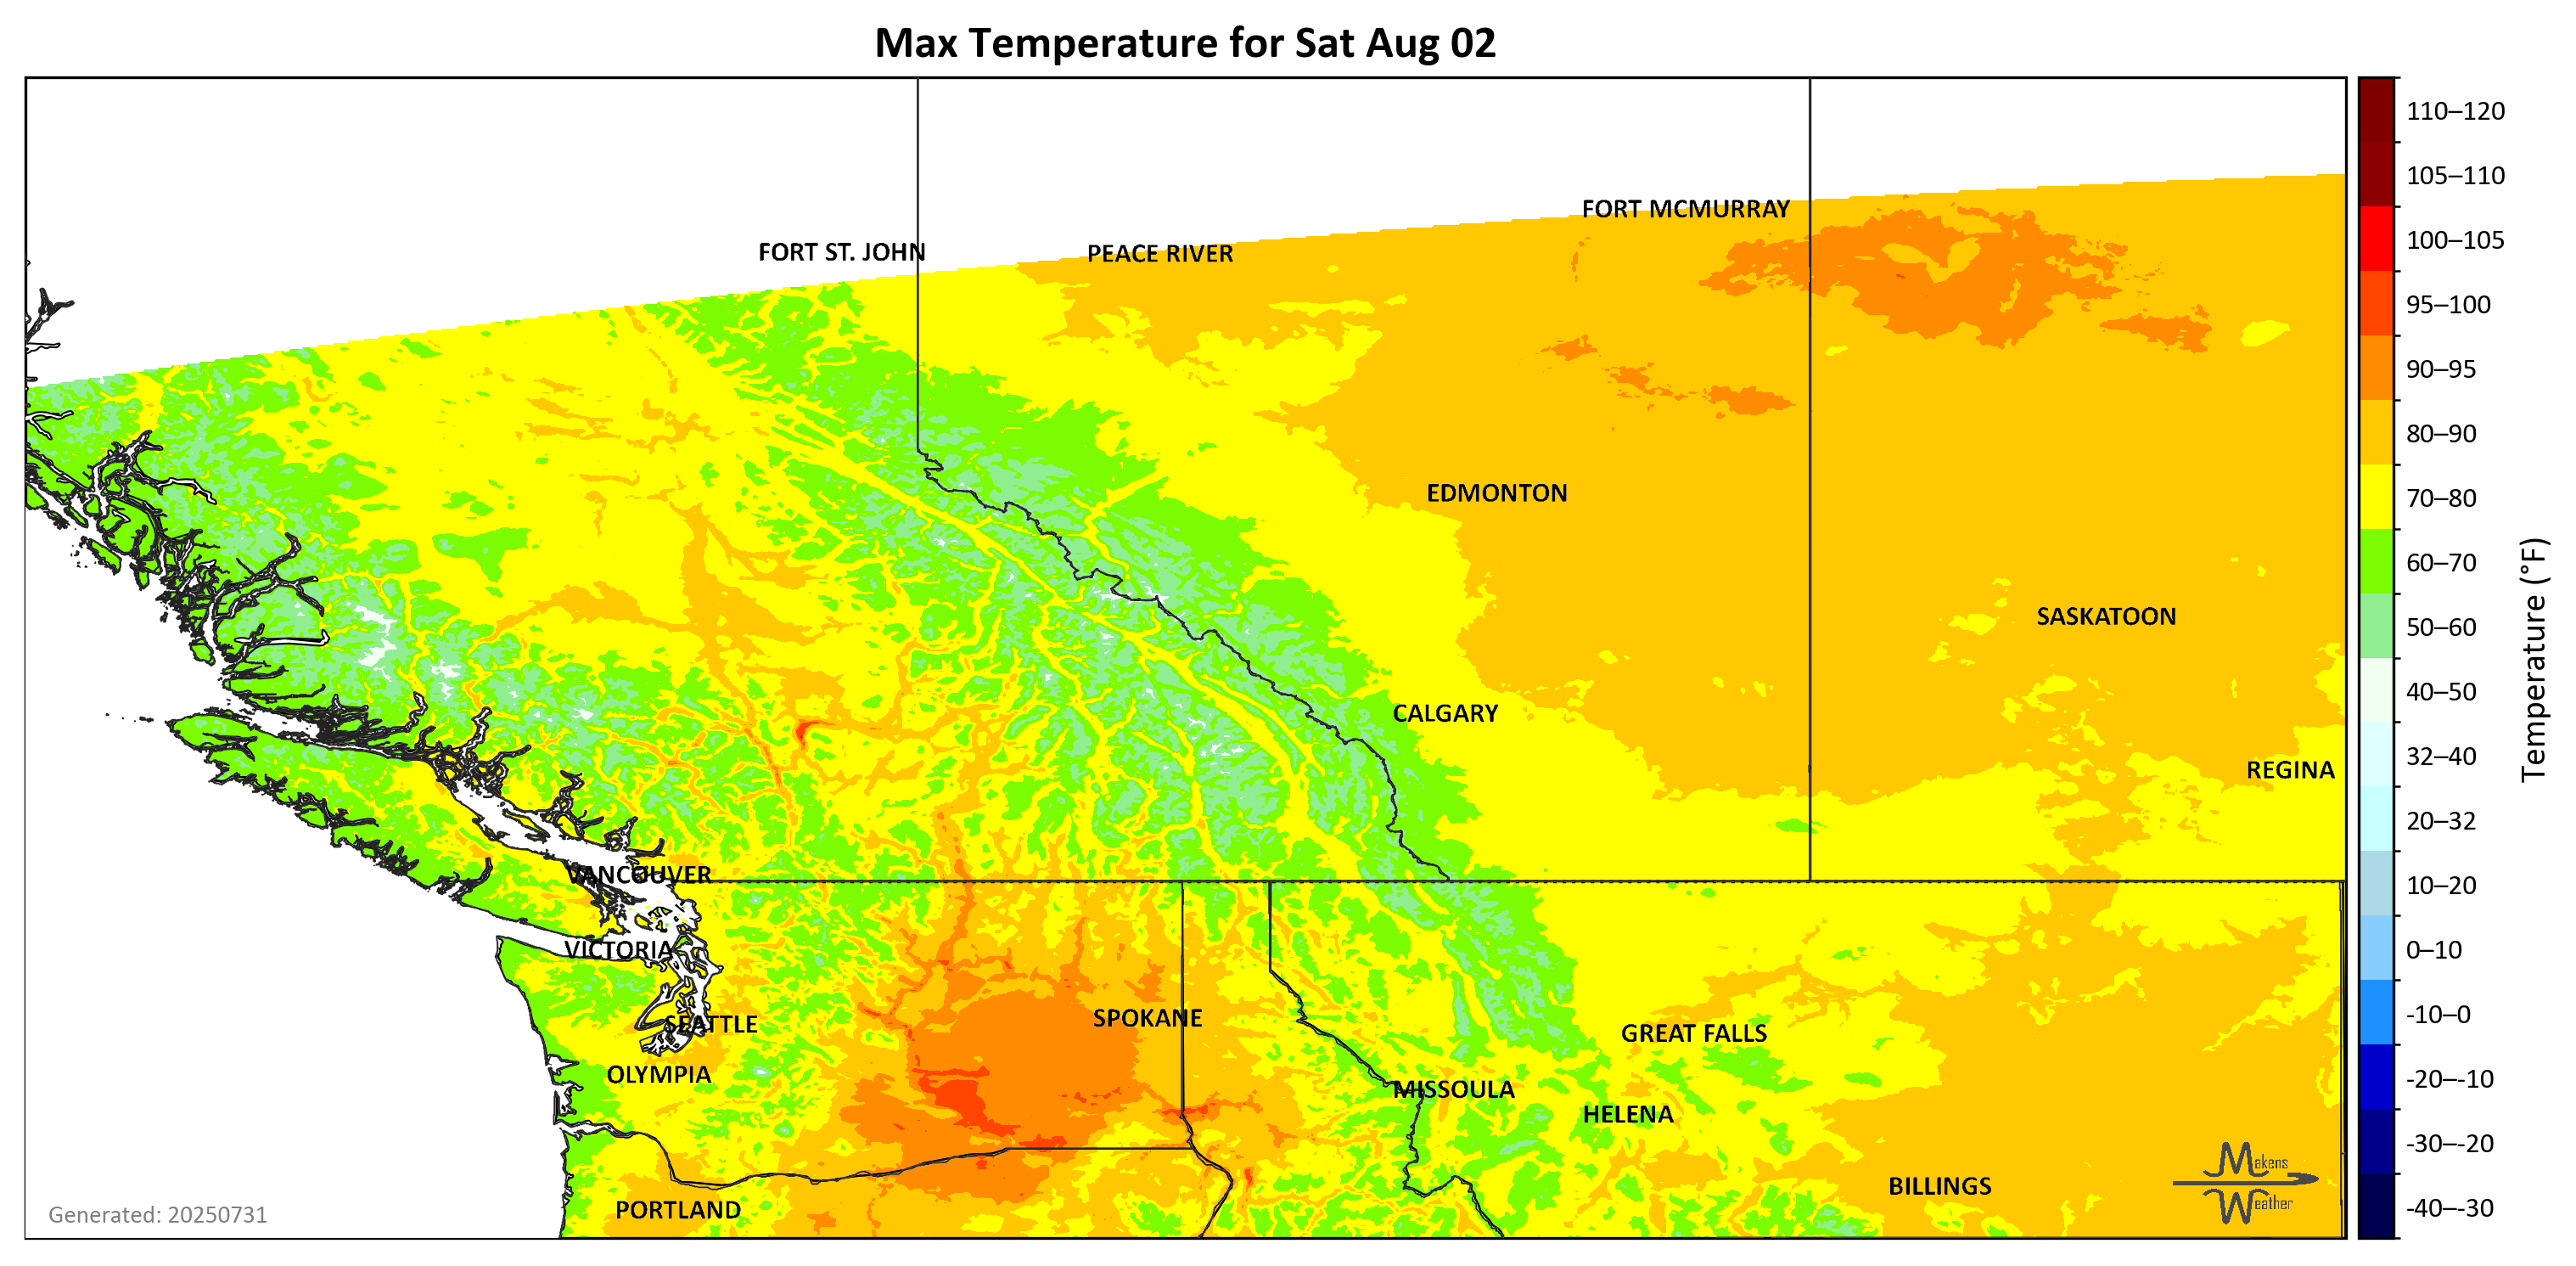 Max Temperature for Sat Aug 02
110–120
105–110
FORT MCMURRAY
100–105
FORT ST. JOHN
PEACE RIVER
95–100
90–95
80–90
EDMONTON
70–80
60–70
SASKATOON
50–60
40–50
CALGARY
32–40
REGINA
Temperature (°F)
20–32
VANCOUVER
10–20
VICTORIA
0–10
SPOKANE
-10–0
SEATTLE
GREAT FALLS
OLYMPIA
-20–-10
MISSOULA
HELENA
-30–-20
Makens
Weather
BILLINGS
PORTLAND
-40–-30
Generated: 20250731